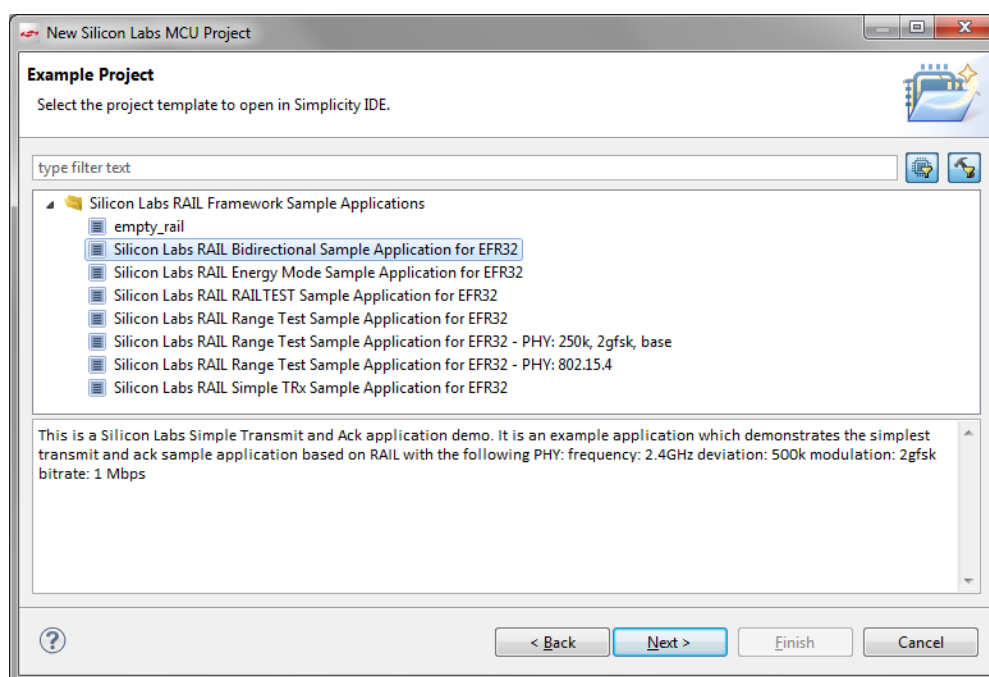 New Silicon Labs MCU Project
Example Project
Select the project template to open in Simplicity IDE.
type filter text
Silicon Labs RAIL Framework Sample Applications
empty_rail
Silicon Labs RAIL Bidirectional Sample Application for EFR32
Silicon Labs RAIL Energy Mode Sample Application for EFR32
Silicon Labs RAIL RAILTEST Sample Application for EFR32
Silicon Labs RAIL Range Test Sample Application for EFR32
Silicon Labs RAIL Range Test Sample Application for EFR32 - PHY: 250k, 2gfsk, base
Silicon Labs RAIL Range Test Sample Application for EFR32 - PHY: 802.15.4
Silicon Labs RAIL Simple TRx Sample Application for EFR32
This is a Silicon Labs Simple Transmit and Ack application demo. It is an example application which demonstrates the simplest
transmit and ack sample application based on RAIL with the following PHY: frequency: 2.4GHz deviation: 500k modulation: 2gfsk
bitrate: 1 Mbps
? < Back Next > Finish Cancel